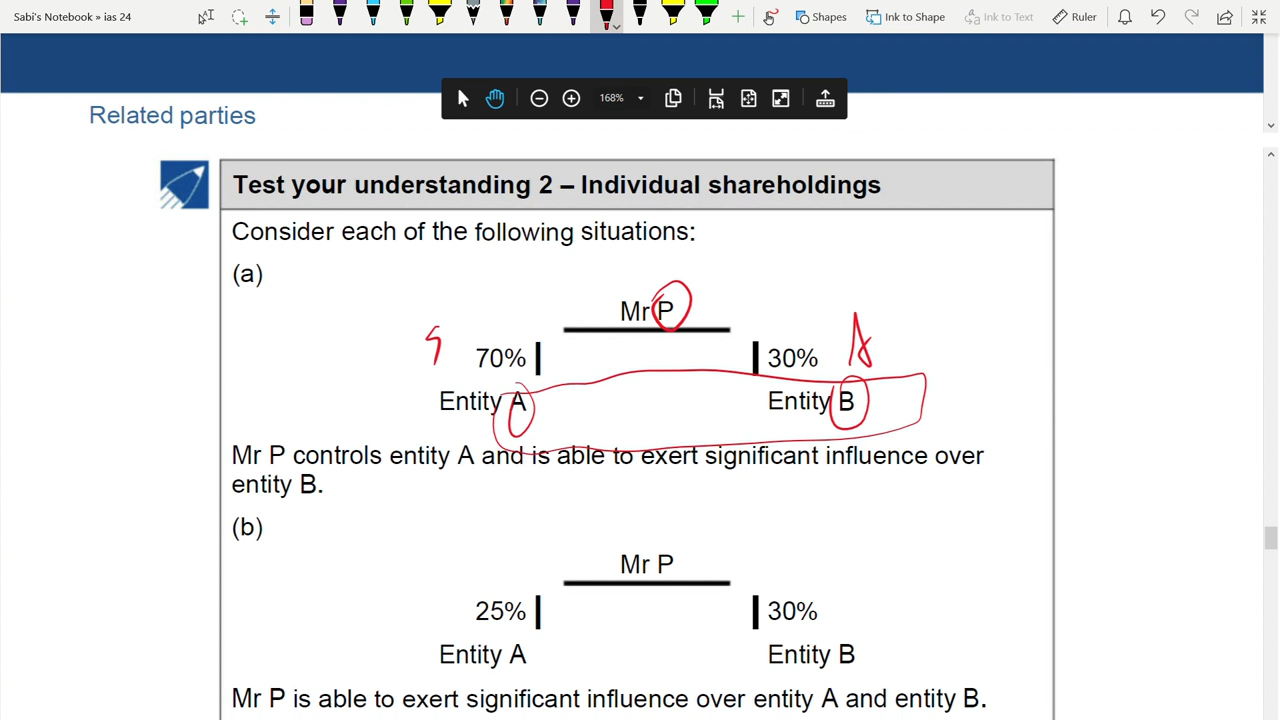 Sabi's Notebook » ias 24
Shapes
Ink to Shape
Ink to Text
Ruler
168%
Related parties
Test your understanding 2 – Individual shareholdings
Consider each of the following situations:
(a)
Mr P
70% 30%
Entity A Entity B
Mr P controls entity A and is able to exert significant influence over
entity B.
(b)
Mr P
25% 30%
Entity A Entity B
Mr P is able to exert significant influence over entity A and entity B.